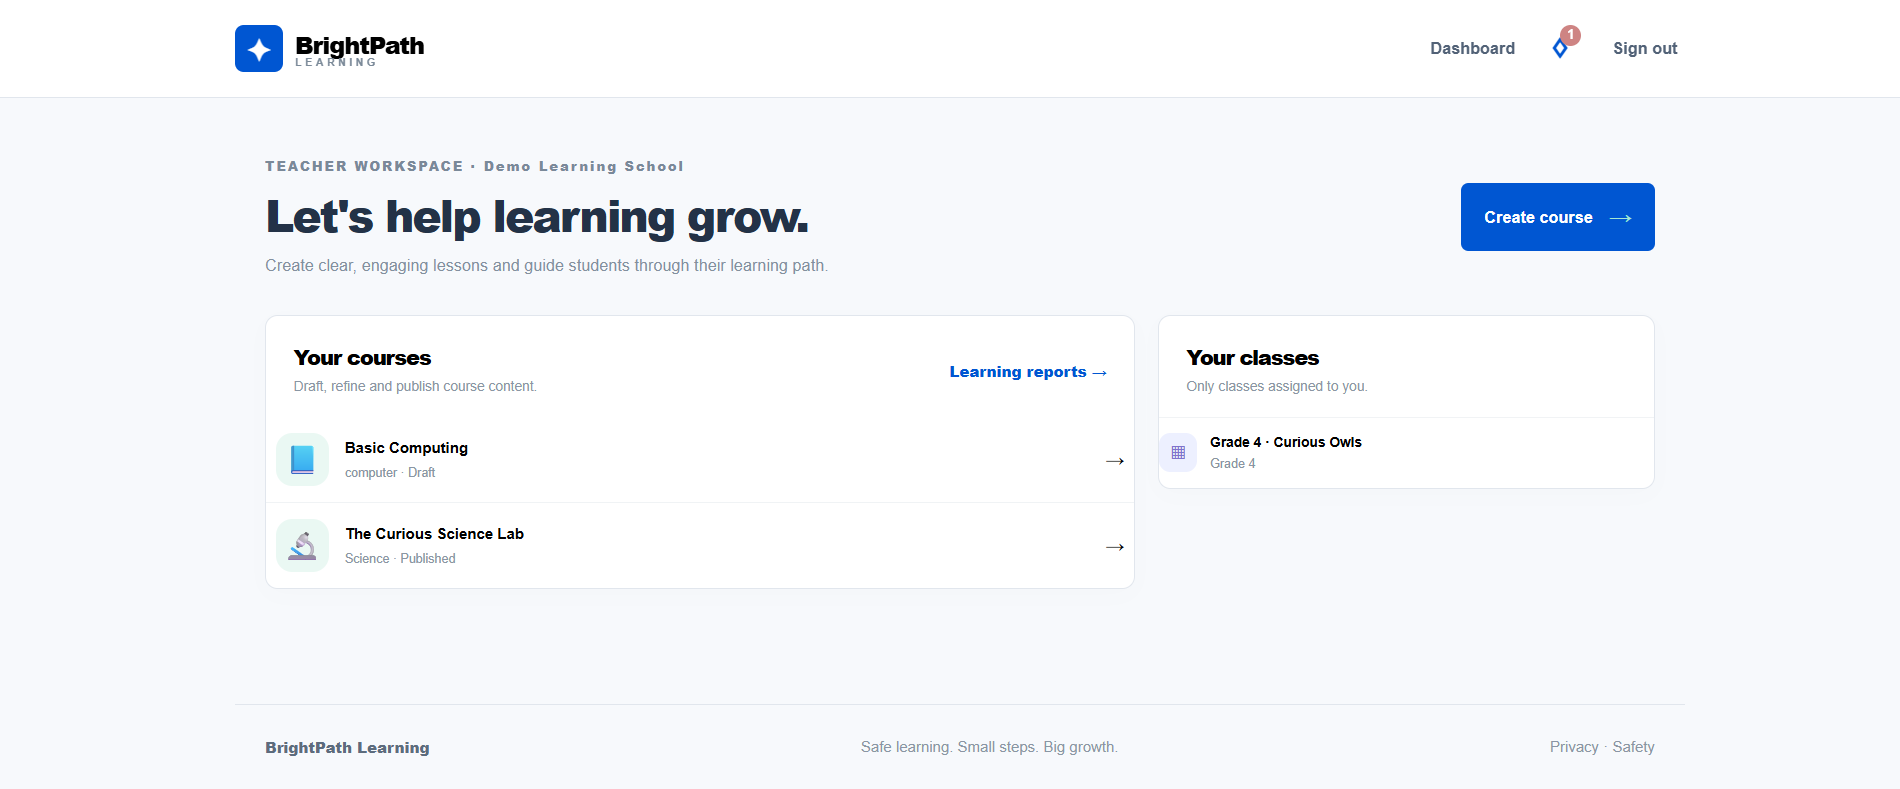 BrightPath
LEARNING
Dashboard
1
Sign out
TEACHER WORKSPACE · Demo Learning School
Let's help learning grow.
Create clear, engaging lessons and guide students through their learning path.
Create course →
Your courses
Draft, refine and publish course content.
Learning reports →
Basic Computing
computer · Draft
→
The Curious Science Lab
Science · Published
→
Your classes
Only classes assigned to you.
Grade 4 · Curious Owls
Grade 4
BrightPath Learning
Safe learning. Small steps. Big growth.
Privacy · Safety